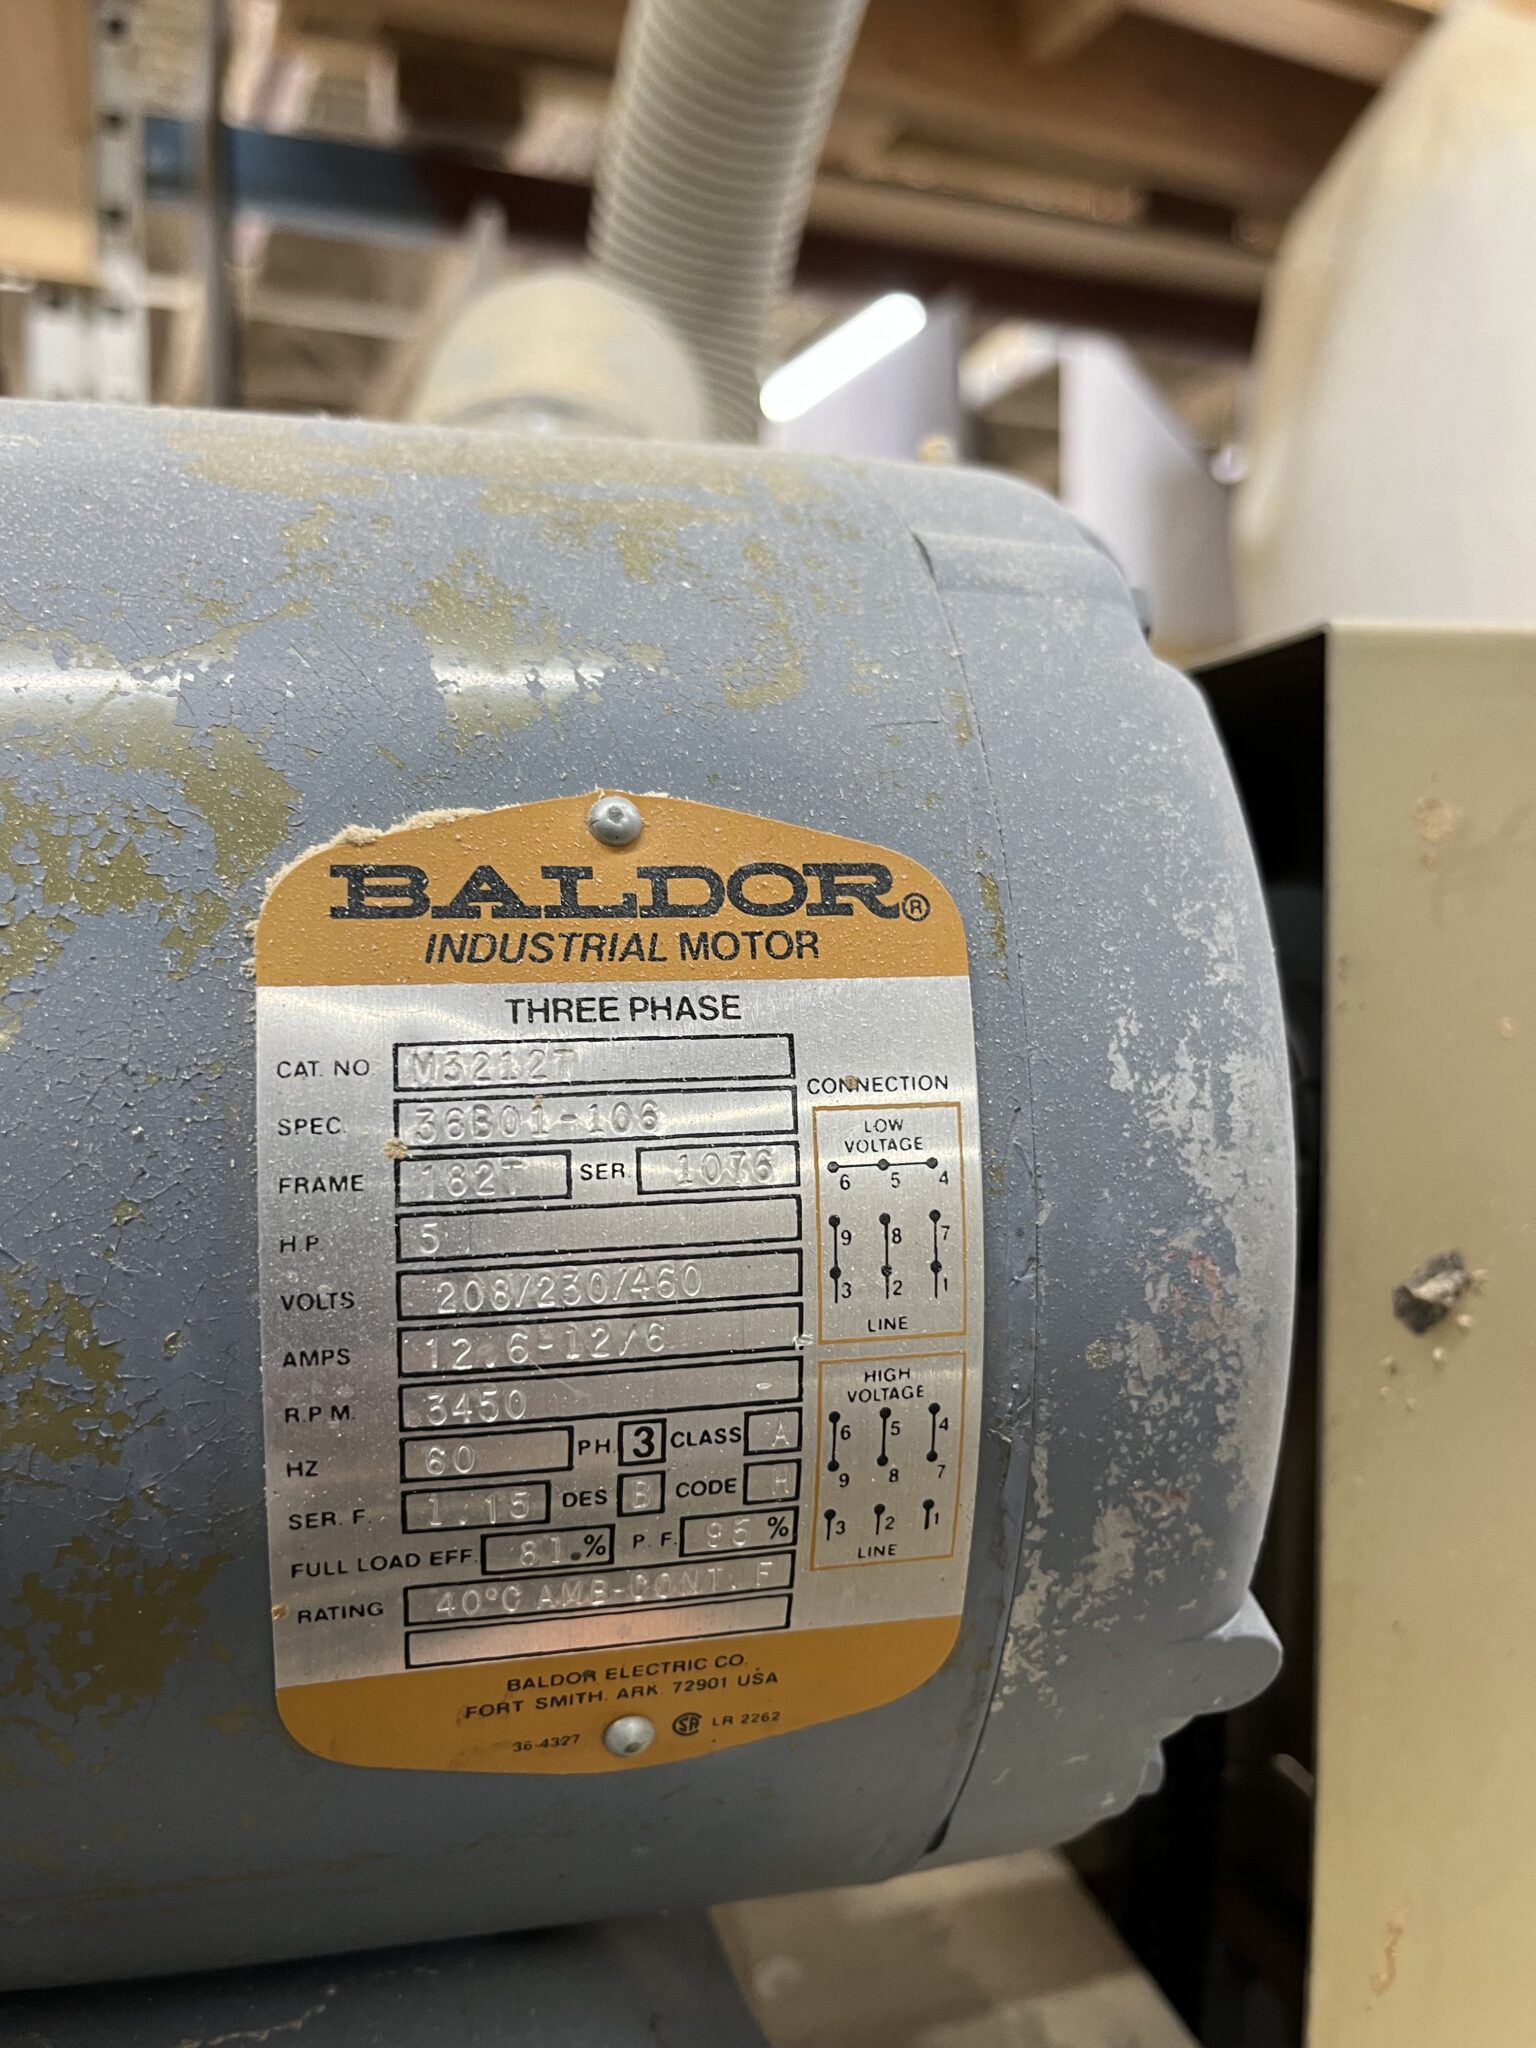 BALDOR®
INDUSTRIAL MOTOR
THREE PHASE
CAT. NO M3212T
SPEC. 36B01-106
FRAME 182T SER. 1076
H.P. 5
VOLTS 208/230/460
AMPS 12.6-12/6
R.P.M. 3450
HZ 60 PH. 3 CLASS A
SER. F. 1.15 DES B CODE H
FULL LOAD EFF. 81.% P.F. 95%
RATING 40°C AMB-CONT. F
CONNECTION
LOW
VOLTAGE
6 5 4
9 8 7
3 2 1
LINE
HIGH
VOLTAGE
6 5 4
9 8 7
3 2 1
LINE
BALDOR ELECTRIC CO.
FORT SMITH. ARK. 72901 USA
36-4327 SA LR 2262